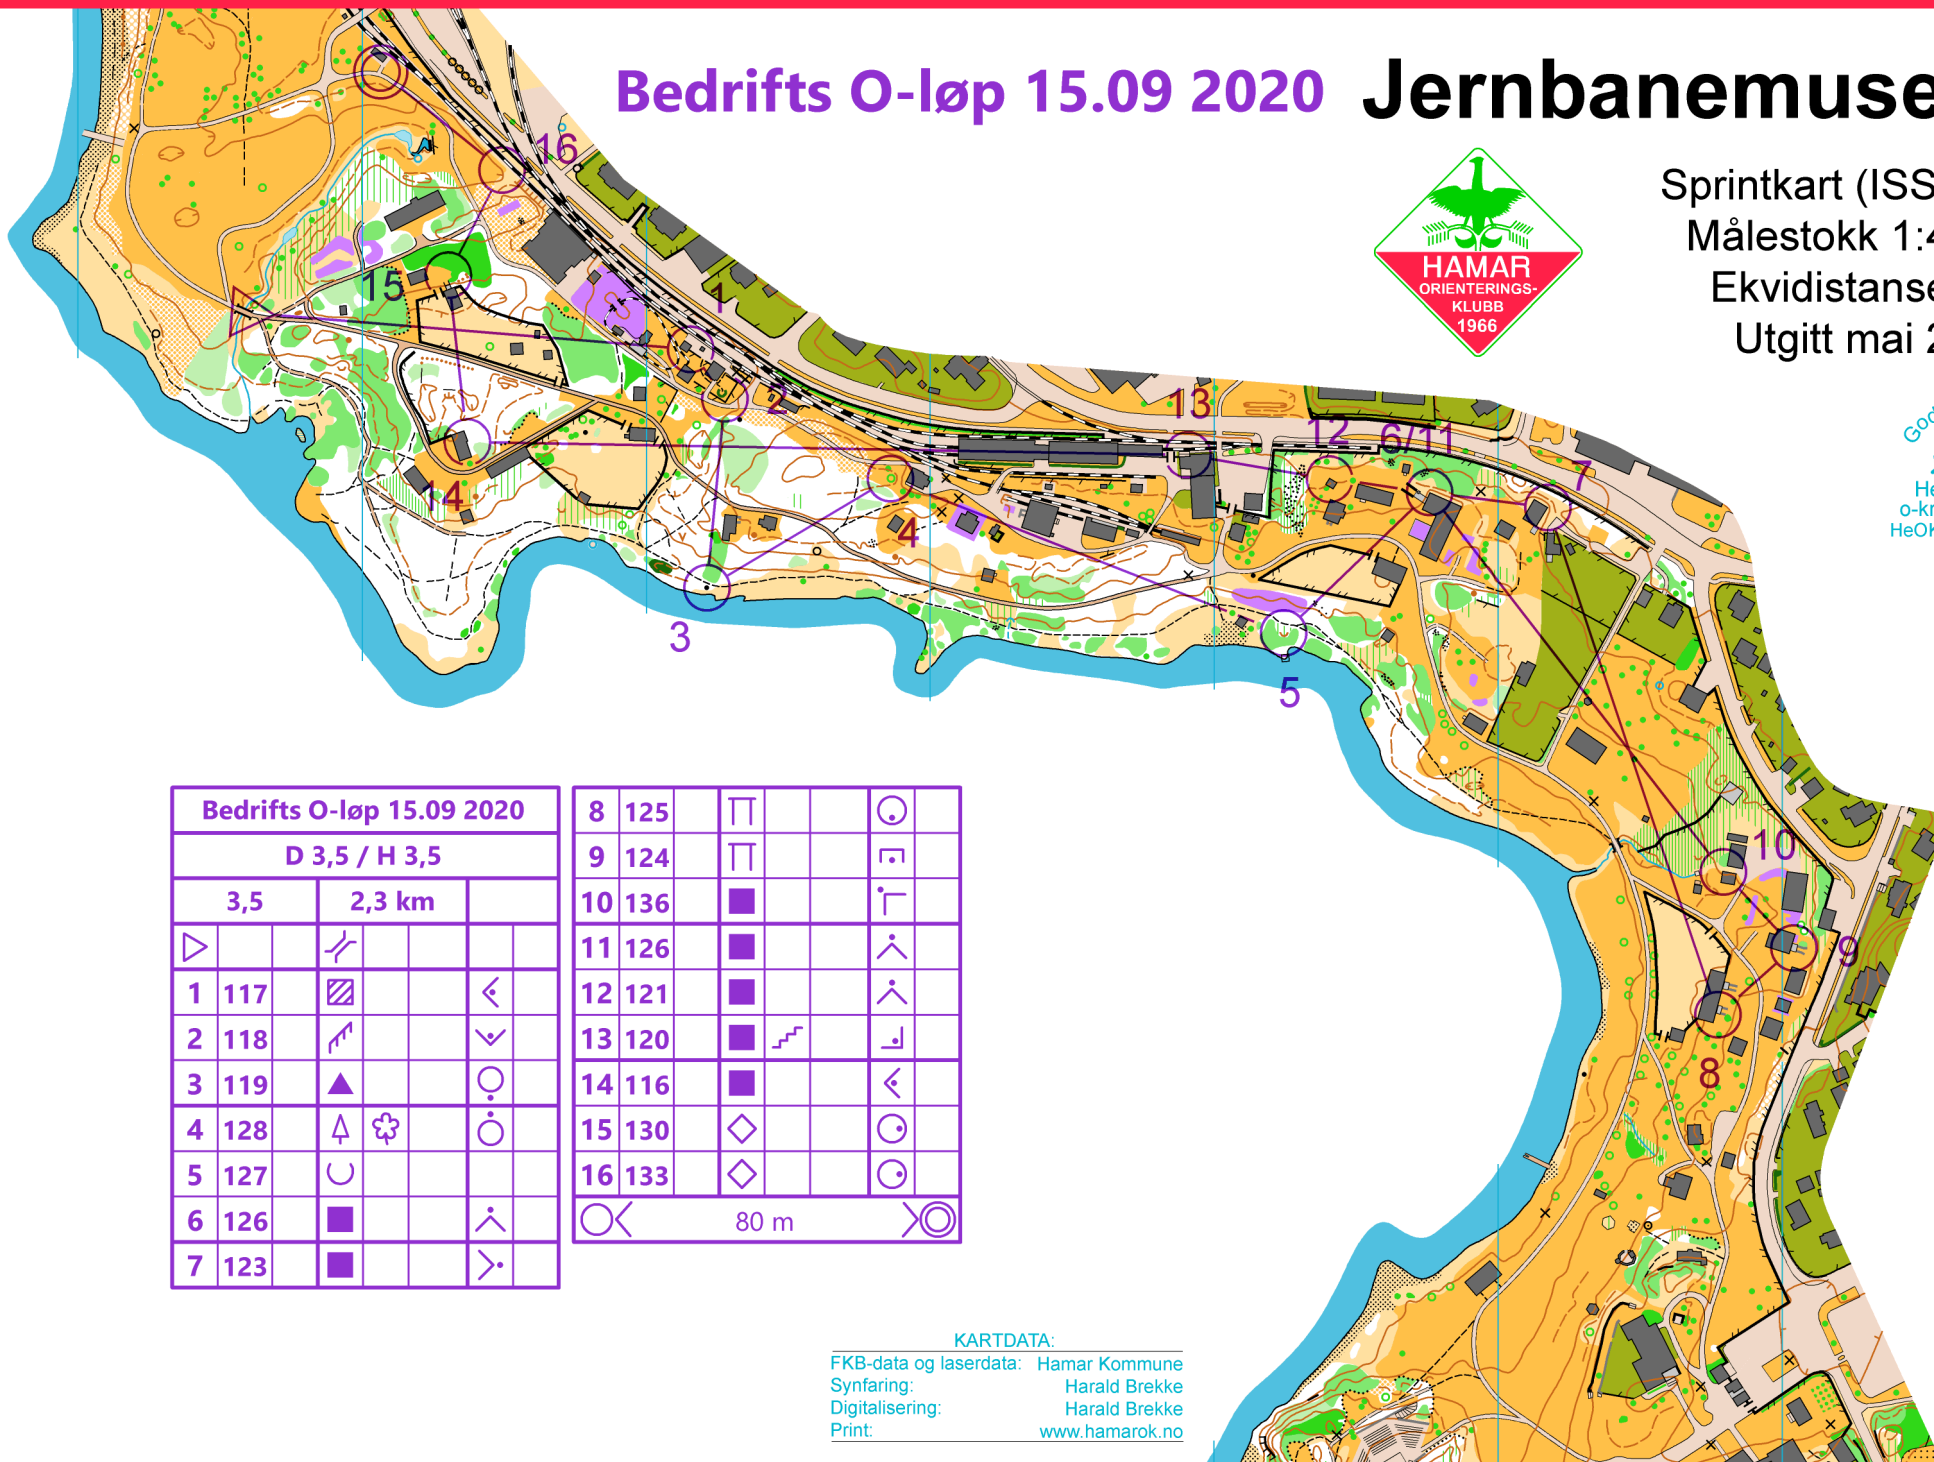 Bedrifts O-løp 15.09 2020
Jernbanemuse
Sprintkart (ISS
Målestokk 1:4
Ekvidistanse
Utgitt mai 2
HAMAR
ORIENTERINGS-
KLUBB
1966
God
He
o-kr
HeOK
16
15
1
2
13
12
6/11
7
14
4
3
5
10
9
8
Bedrifts O-løp 15.09 2020
D 3,5 / H 3,5
3,5 2,3 km
1 117
2 118
3 119
4 128
5 127
6 126
7 123
8 125
9 124
10 136
11 126
12 121
13 120
14 116
15 130
16 133
80 m
KARTDATA:
FKB-data og laserdata: Hamar Kommune
Synfaring: Harald Brekke
Digitalisering: Harald Brekke
Print: www.hamarok.no